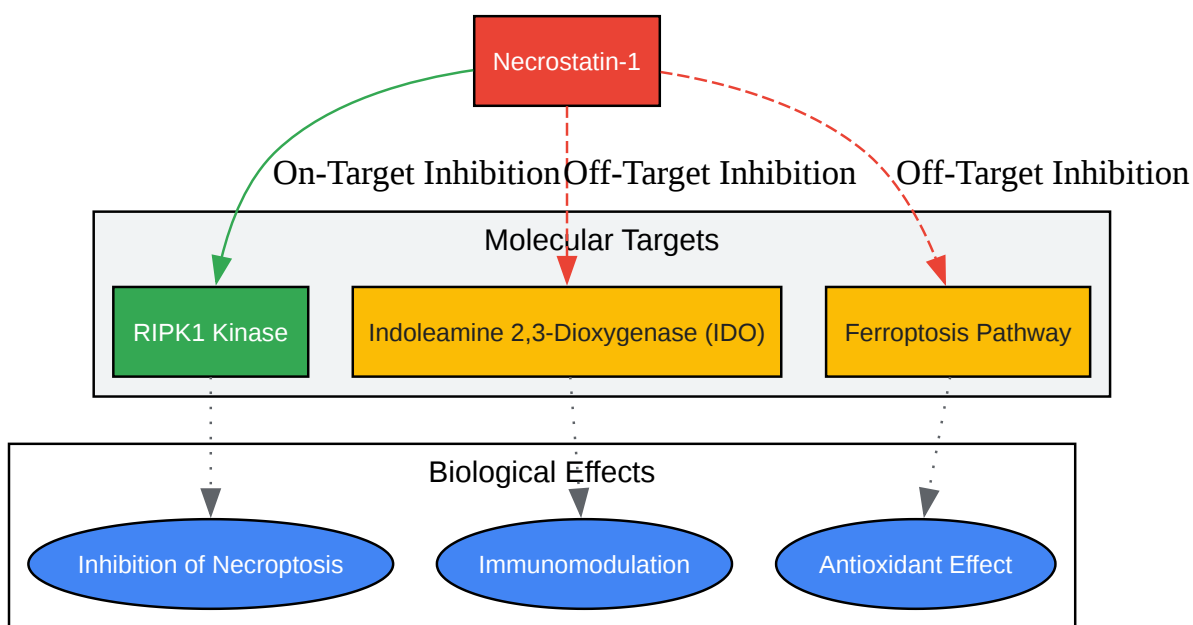 Necrostatin-1
On-Target Inhibition
Off-Target Inhibition
Off-Target Inhibition
Molecular Targets
RIPK1 Kinase
Indoleamine 2,3-Dioxygenase (IDO)
Ferroptosis Pathway
Biological Effects
Inhibition of Necroptosis
Immunomodulation
Antioxidant Effect